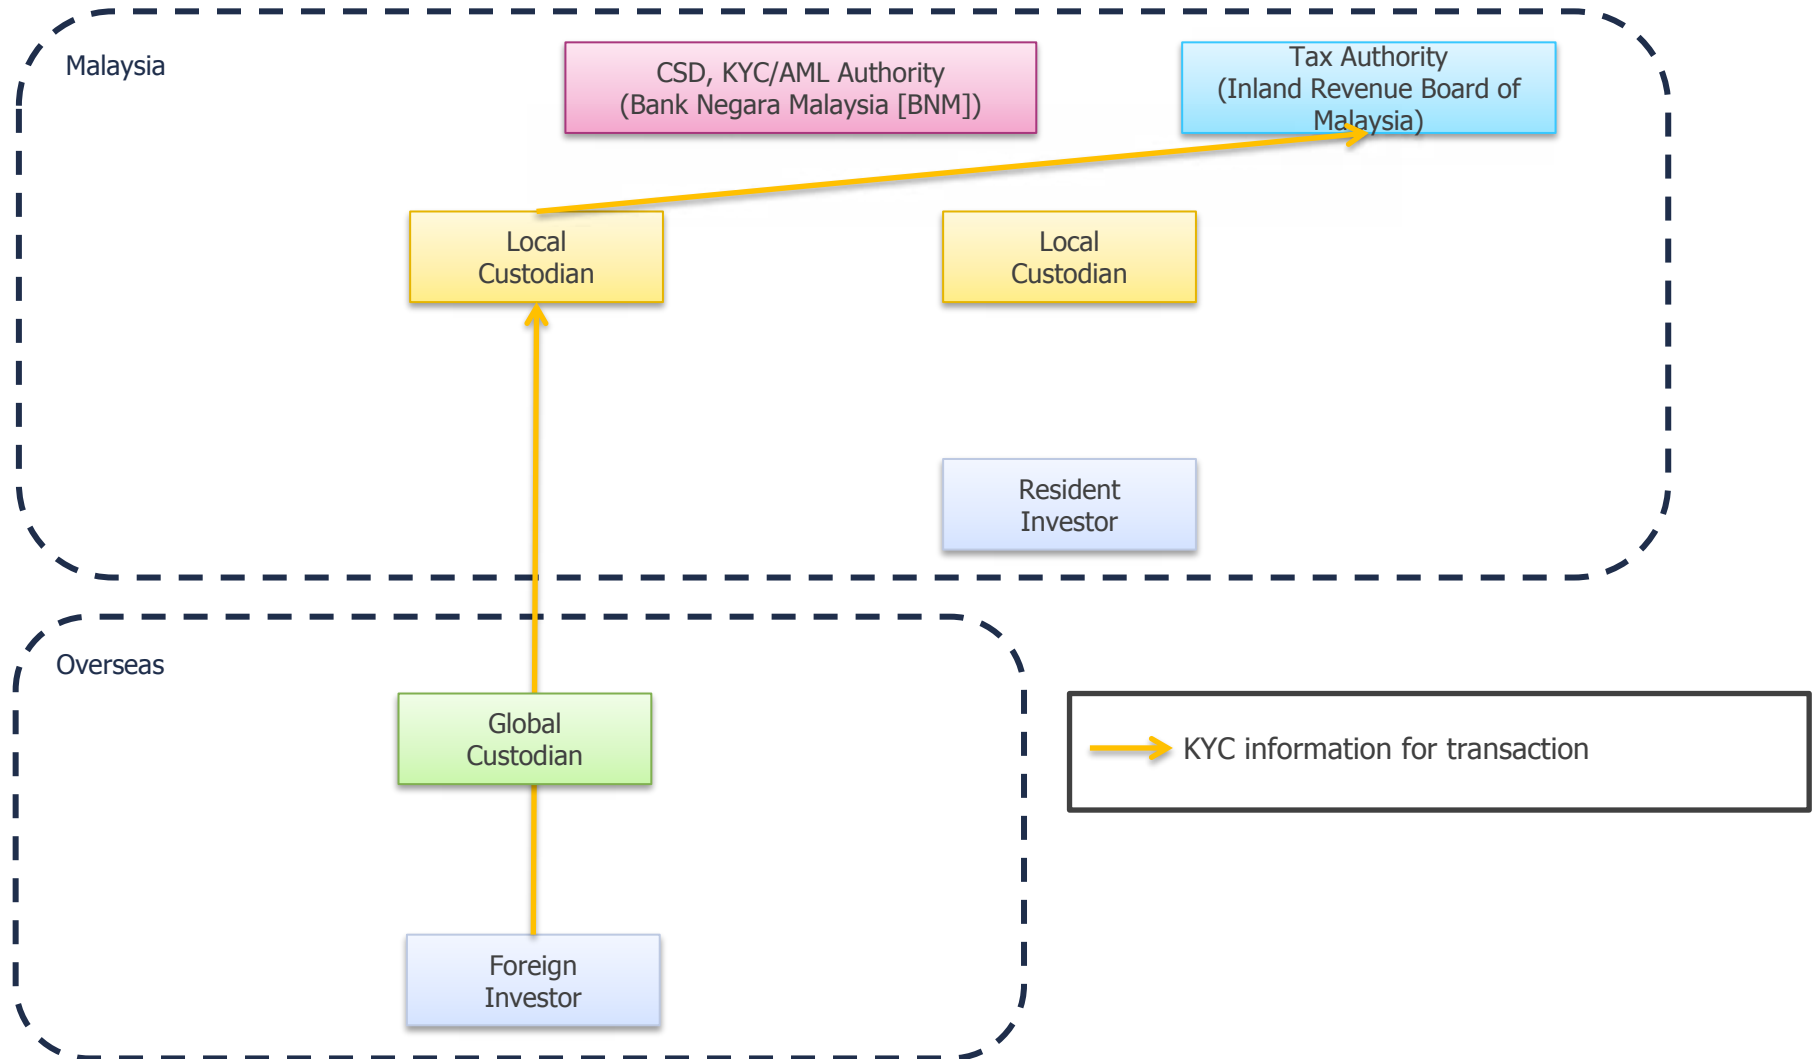 Malaysia
CSD, KYC/AML Authority
(Bank Negara Malaysia [BNM])
Tax Authority
(Inland Revenue Board of
Malaysia)
Local
Custodian
Local
Custodian
Resident
Investor
Overseas
Global
Custodian
KYC information for transaction
Foreign
Investor